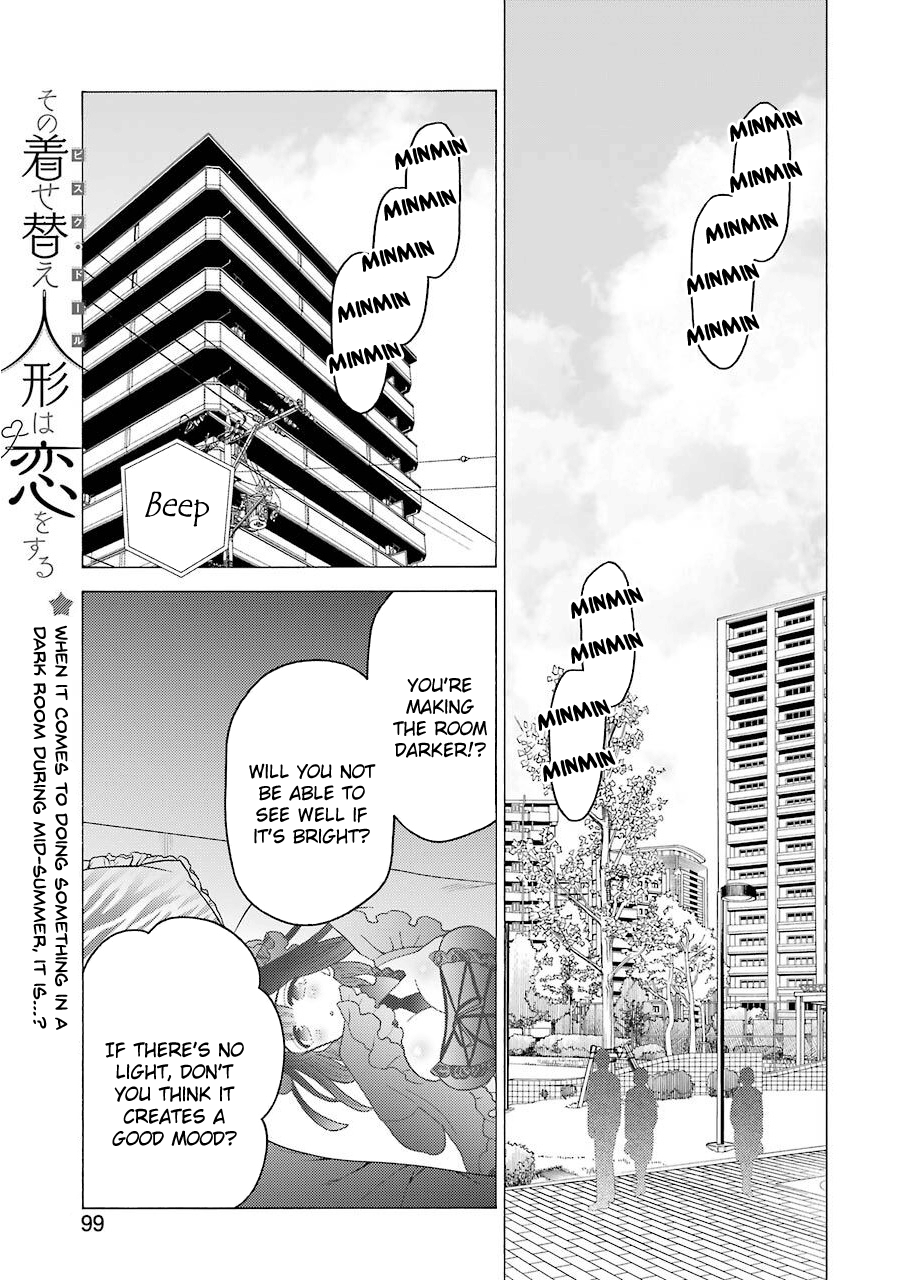 MINMIN
MINMIN
MINMIN
MINMIN
MINMIN
MINMIN
MINMIN
MINMIN
MINMIN
MINMIN
MINMIN
MINMIN
MINMIN
MINMIN
Beep
YOU'RE
MAKING
THE ROOM
DARKER!?
WILL YOU NOT
BE ABLE TO
SEE WELL IF
IT'S BRIGHT?
IF THERE'S NO
LIGHT, DON'T
YOU THINK IT
CREATES A
GOOD MOOD?
その着せ替え人形は恋をする
ビスク・ドール
WHEN IT COMES TO DOING SOMETHING IN A
DARK ROOM DURING MID-SUMMER, IT IS...?
99